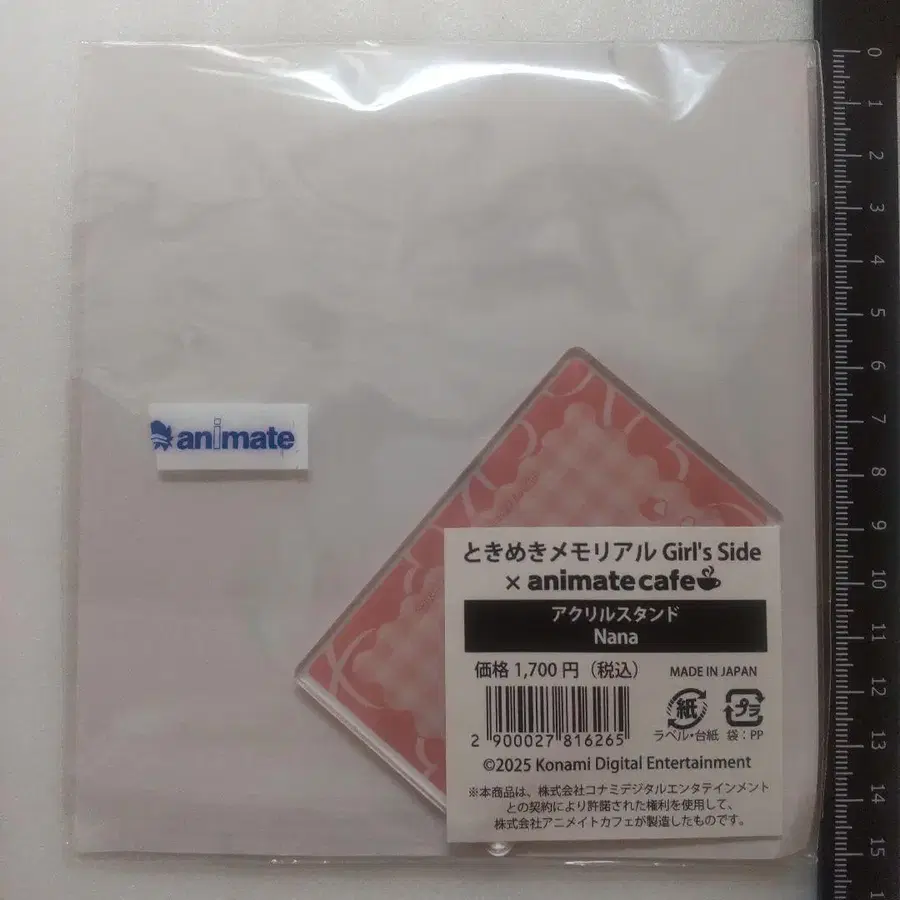 animate
ときめきメモリアル Girl's Side
× animate cafe
アクリルスタンド
Nana
価格 1,700 円（税込）
MADE IN JAPAN
紙
プラ
ラベル・台紙 袋：PP
2 900027 816265
©2025 Konami Digital Entertainment
※本商品は、株式会社コナミデジタルエンタテインメント
との契約により許諾された権利を使用して、
株式会社アニメイトカフェが製造したものです。
0
1
2
3
4
5
6
7
8
9
10
11
12
13
14
15